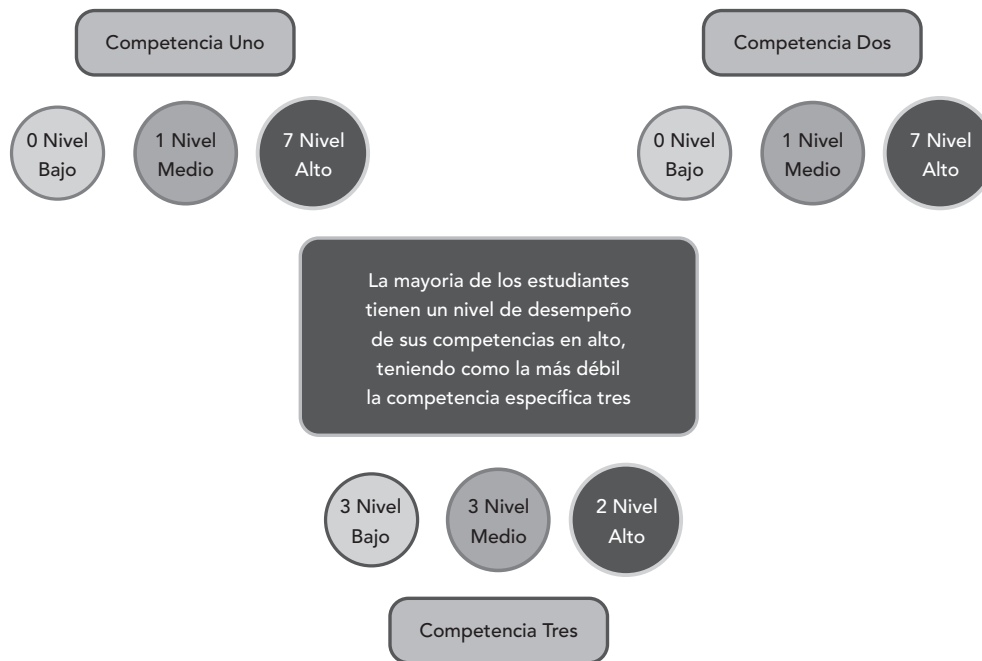 Competencia Uno
Competencia Dos
0 Nivel
Bajo
1 Nivel
Medio
7 Nivel
Alto
0 Nivel
Bajo
1 Nivel
Medio
7 Nivel
Alto
La mayoria de los estudiantes
tienen un nivel de desempeño
de sus competencias en alto,
teniendo como la más débil
la competencia específica tres
3 Nivel
Bajo
3 Nivel
Medio
2 Nivel
Alto
Competencia Tres